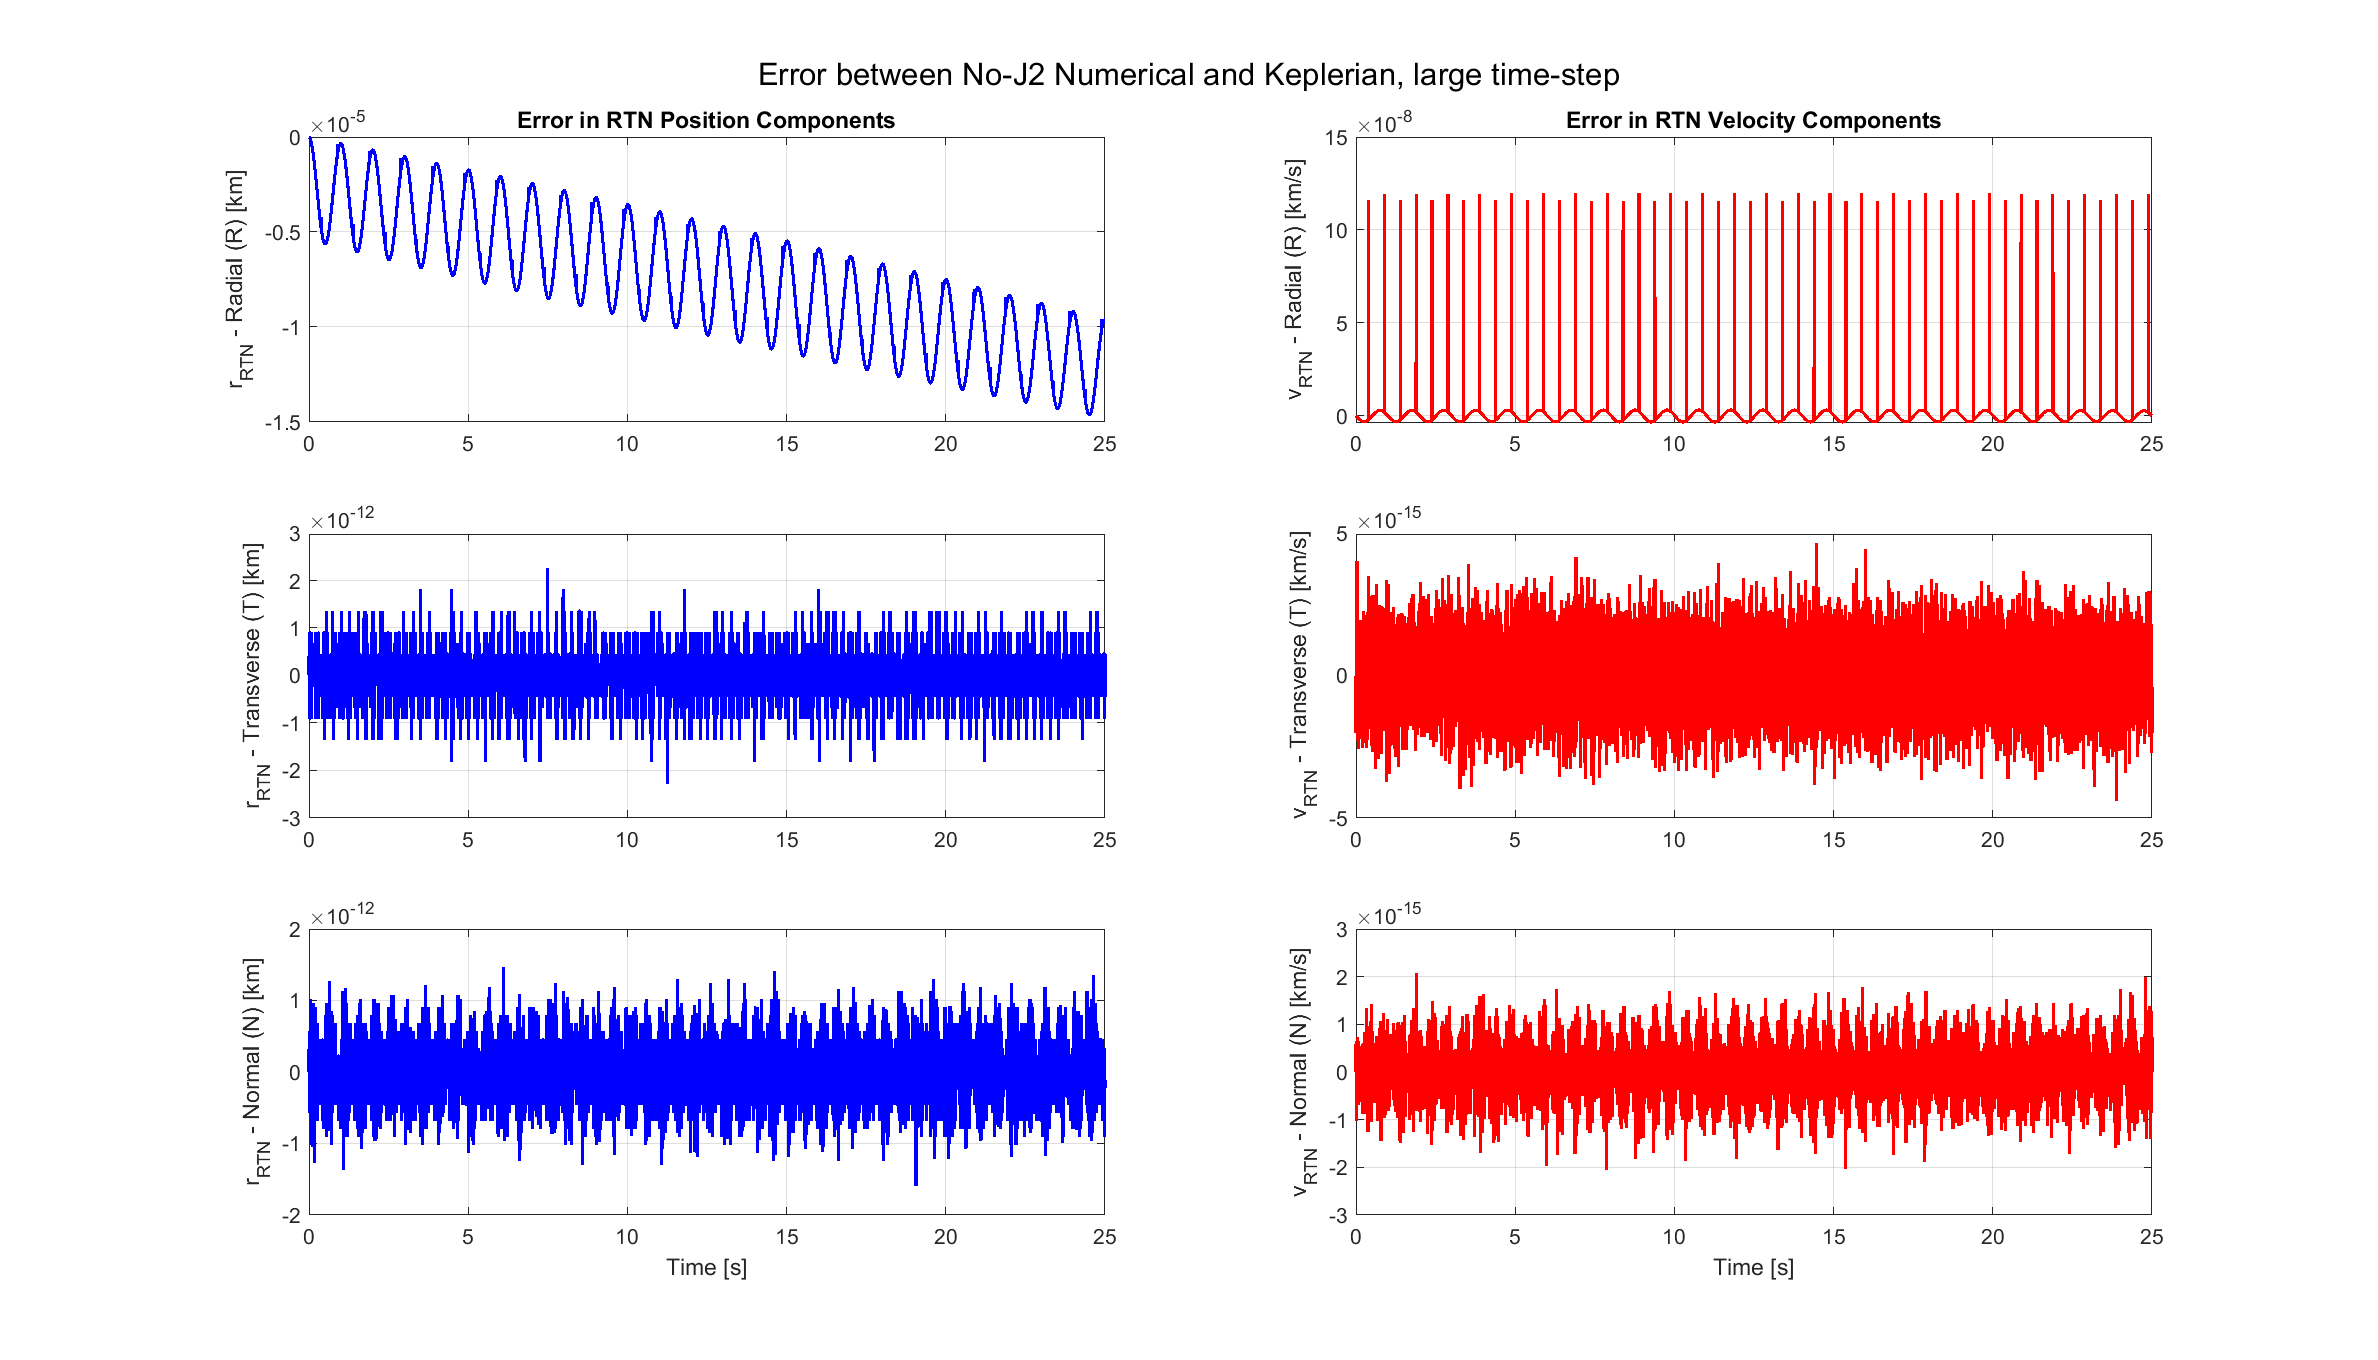 Error between No-J2 Numerical and Keplerian, large time-step
Error in RTN Position Components
×10-5
0
-0.5
-1
-1.5
0 5 10 15 20 25
rRTN - Radial (R) [km]
Error in RTN Velocity Components
×10-8
15
10
5
0
0 5 10 15 20 25
vRTN - Radial (R) [km/s]
×10-12
3
2
1
0
-1
-2
-3
0 5 10 15 20 25
rRTN - Transverse (T) [km]
×10-15
5
0
-5
0 5 10 15 20 25
vRTN - Transverse (T) [km/s]
×10-12
2
1
0
-1
-2
0 5 10 15 20 25
rRTN - Normal (N) [km]
Time [s]
×10-15
3
2
1
0
-1
-2
-3
0 5 10 15 20 25
vRTN - Normal (N) [km/s]
Time [s]